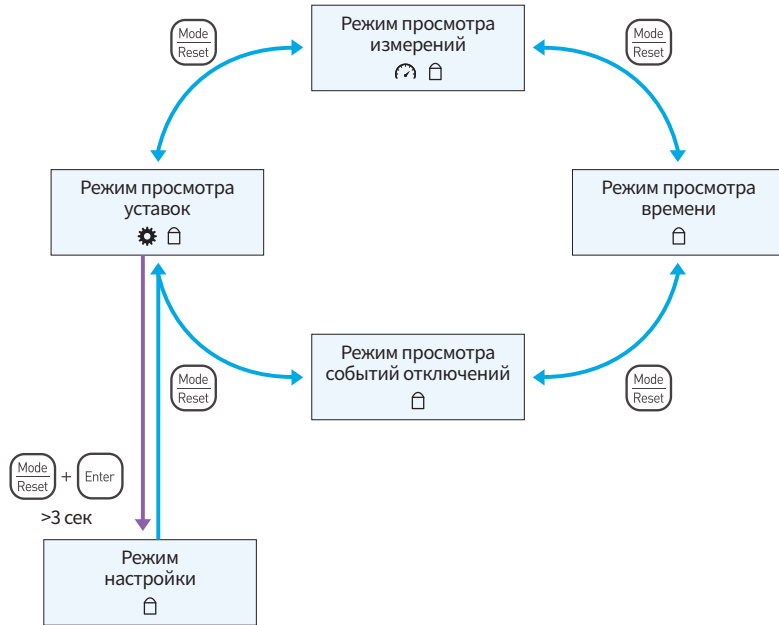 Mode
Reset
Режим просмотра
измерений
Mode
Reset
Режим просмотра
уставок
Режим просмотра
времени
Mode
Reset
Режим просмотра
событий отключений
Mode
Reset
Mode
Reset
+
Enter
>3 сек
Режим
настройки